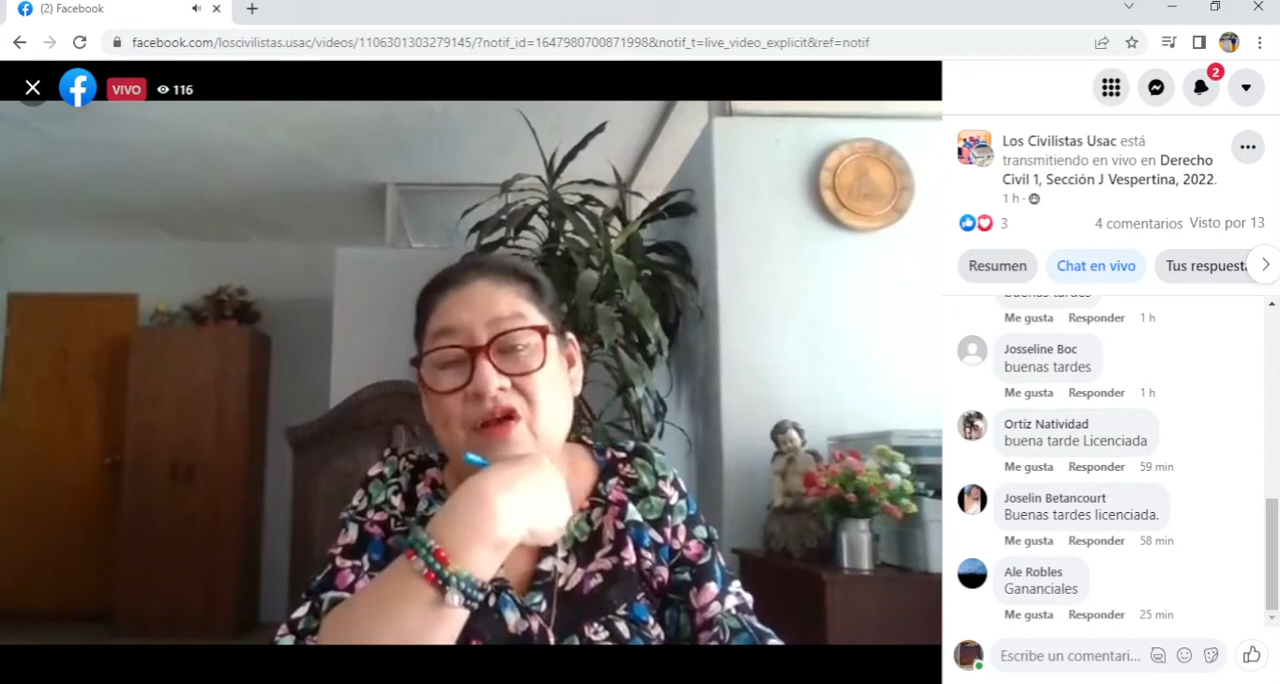 (2) Facebook
facebook.com/loscivilistas.usac/videos/1106301303279145/?notif_id=1647980700871998&notif_t=live_video_explicit&ref=notif
VIVO 116
2
Los Civilistas Usac está
transmitiendo en vivo en Derecho
Civil 1, Sección J Vespertina, 2022.
1 h ·
3 4 comentarios Visto por 13
Resumen Chat en vivo Tus respuest
buenas tardes
Me gusta Responder 1 h
Josseline Boc
buenas tardes
Me gusta Responder 1 h
Ortíz Natividad
buena tarde Licenciada
Me gusta Responder 59 min
Joselin Betancourt
Buenas tardes licenciada.
Me gusta Responder 58 min
Ale Robles
Gananciales
Me gusta Responder 25 min
Escribe un comentari...